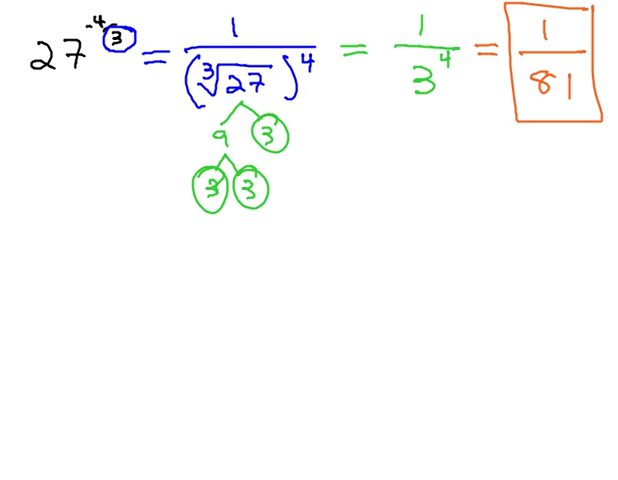 27^{-4/3} = 1/(∛27)^4 = 1/3^4 = 1/81
9 3
3 3